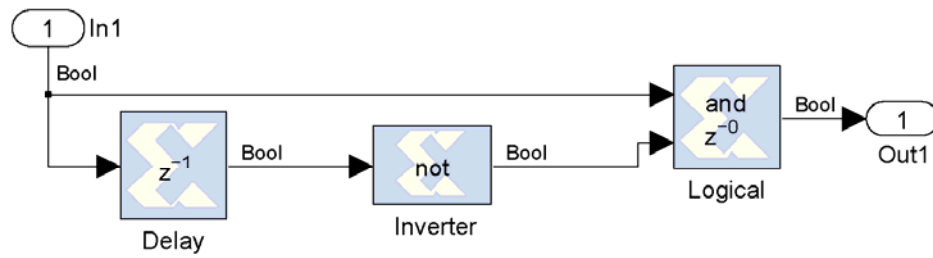 1
In1
Bool
and
z⁻⁰
Bool
1
Out1
z⁻¹
Bool
not
Bool
Logical
Delay
Inverter